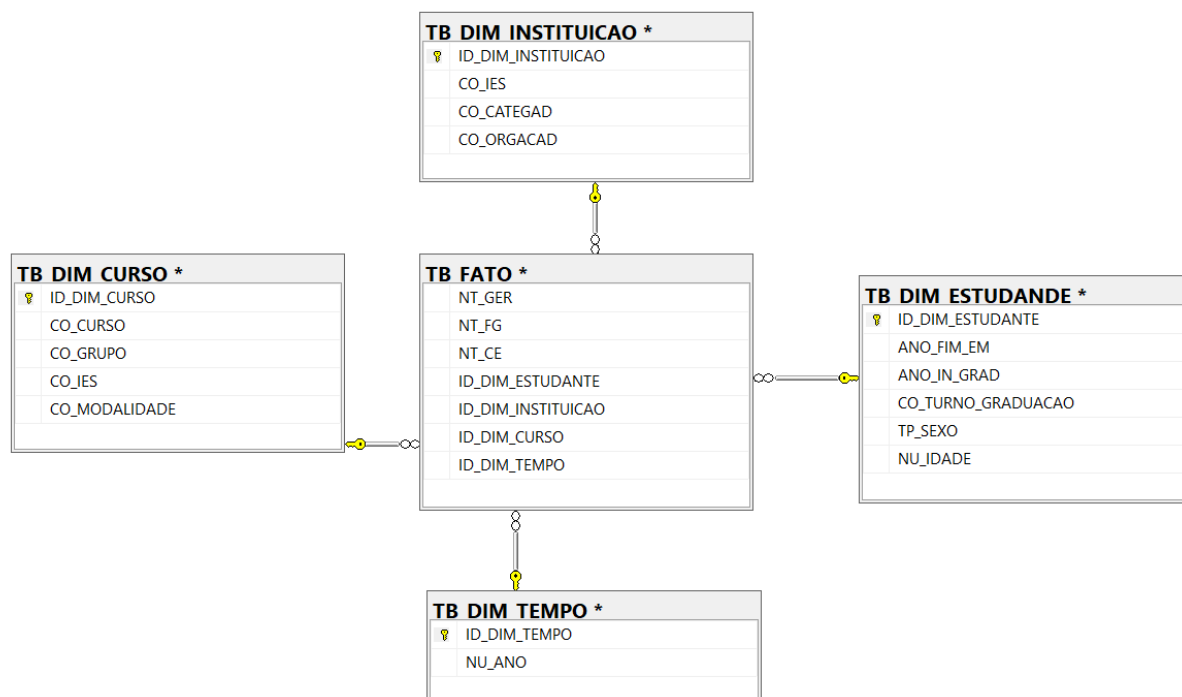 TB_DIM_INSTITUICAO *
ID_DIM_INSTITUICAO
CO_IES
CO_CATEGAD
CO_ORGACAD
TB_DIM_CURSO *
ID_DIM_CURSO
CO_CURSO
CO_GRUPO
CO_IES
CO_MODALIDADE
TB_FATO *
NT_GER
NT_FG
NT_CE
ID_DIM_ESTUDANTE
ID_DIM_INSTITUICAO
ID_DIM_CURSO
ID_DIM_TEMPO
TB_DIM_ESTUDANDE *
ID_DIM_ESTUDANTE
ANO_FIM_EM
ANO_IN_GRAD
CO_TURNO_GRADUACAO
TP_SEXO
NU_IDADE
TB_DIM_TEMPO *
ID_DIM_TEMPO
NU_ANO